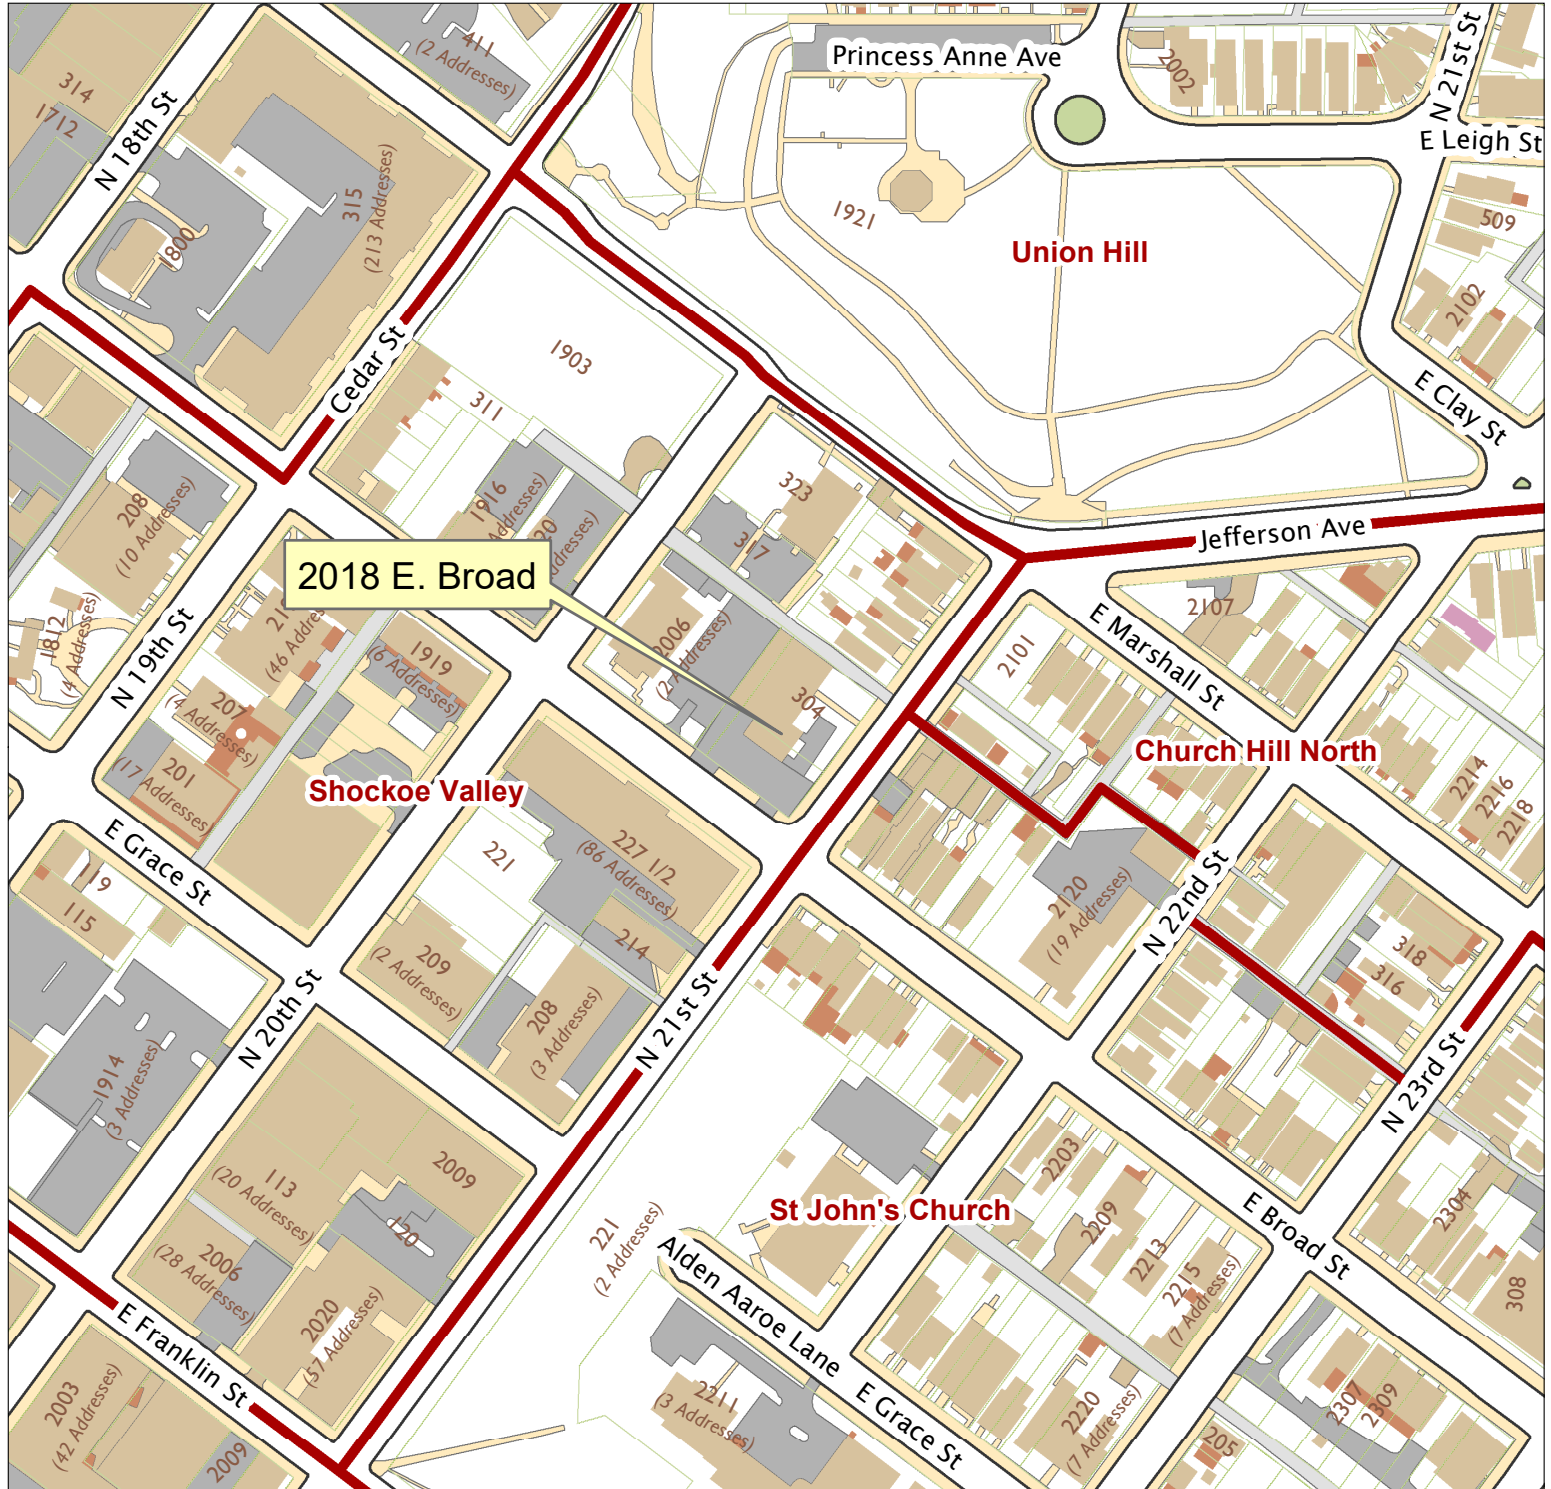 411
(2 Addresses)
Princess Anne Ave
2002
N 21st St
E Leigh St
314
1712
N 18th St
315
(213 Addresses)
1800
1921
Union Hill
509
2102
E Clay St
Cedar St
1903
311
1916
323
317
Jefferson Ave
208
(10 Addresses)
2018 E. Broad
2107
E Marshall St
2101
1812
(4 Addresses)
N 19th St
1919
(6 Addresses)
2006
304
207
(4 Addresses)
201
(17 Addresses)
Shockoe Valley
Church Hill North
2214
2216
2218
E Grace St
119
115
221
227 1/2
(86 Addresses)
214
209
(2 Addresses)
208
(3 Addresses)
2120
(19 Addresses)
N 22nd St
318
316
N 20th St
N 21st St
N 23rd St
1914
(3 Addresses)
113
(20 Addresses)
2009
2006
(28 Addresses)
120
2020
(57 Addresses)
E Franklin St
2003
(42 Addresses)
2009
221
(2 Addresses)
St John's Church
Alden Aaroe Lane
2203
2209
2213
2215
(7 Addresses)
E Broad St
2304
308
2211
(3 Addresses)
E Grace St
2220
(7 Addresses)
2307
2309
205